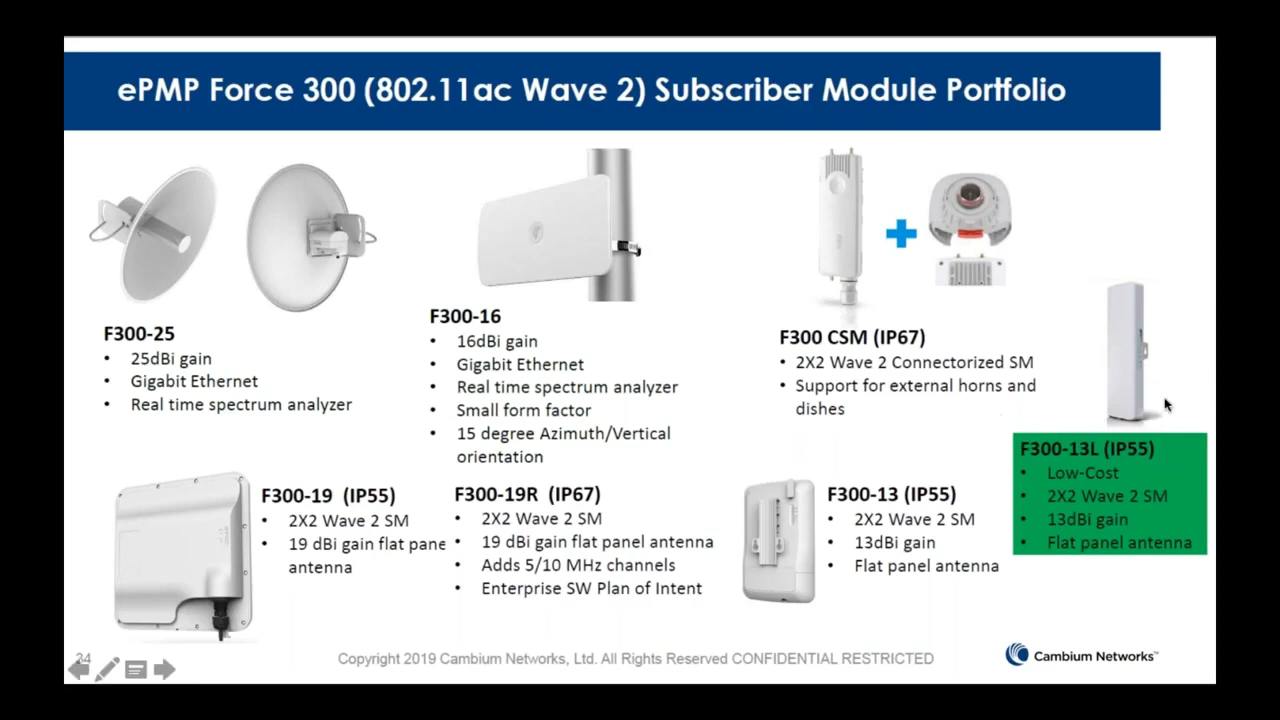 ePMP Force 300 (802.11ac Wave 2) Subscriber Module Portfolio
F300-25
• 25dBi gain
• Gigabit Ethernet
• Real time spectrum analyzer
F300-16
• 16dBi gain
• Gigabit Ethernet
• Real time spectrum analyzer
• Small form factor
• 15 degree Azimuth/Vertical
orientation
F300 CSM (IP67)
• 2X2 Wave 2 Connectorized SM
• Support for external horns and
dishes
F300-13L (IP55)
• Low-Cost
• 2X2 Wave 2 SM
• 13dBi gain
• Flat panel antenna
F300-19 (IP55)
• 2X2 Wave 2 SM
• 19 dBi gain flat pane
antenna
F300-19R (IP67)
• 2X2 Wave 2 SM
• 19 dBi gain flat panel antenna
• Adds 5/10 MHz channels
• Enterprise SW Plan of Intent
F300-13 (IP55)
• 2X2 Wave 2 SM
• 13dBi gain
• Flat panel antenna
34
Copyright 2019 Cambium Networks, Ltd. All Rights Reserved CONFIDENTIAL RESTRICTED
Cambium Networks™